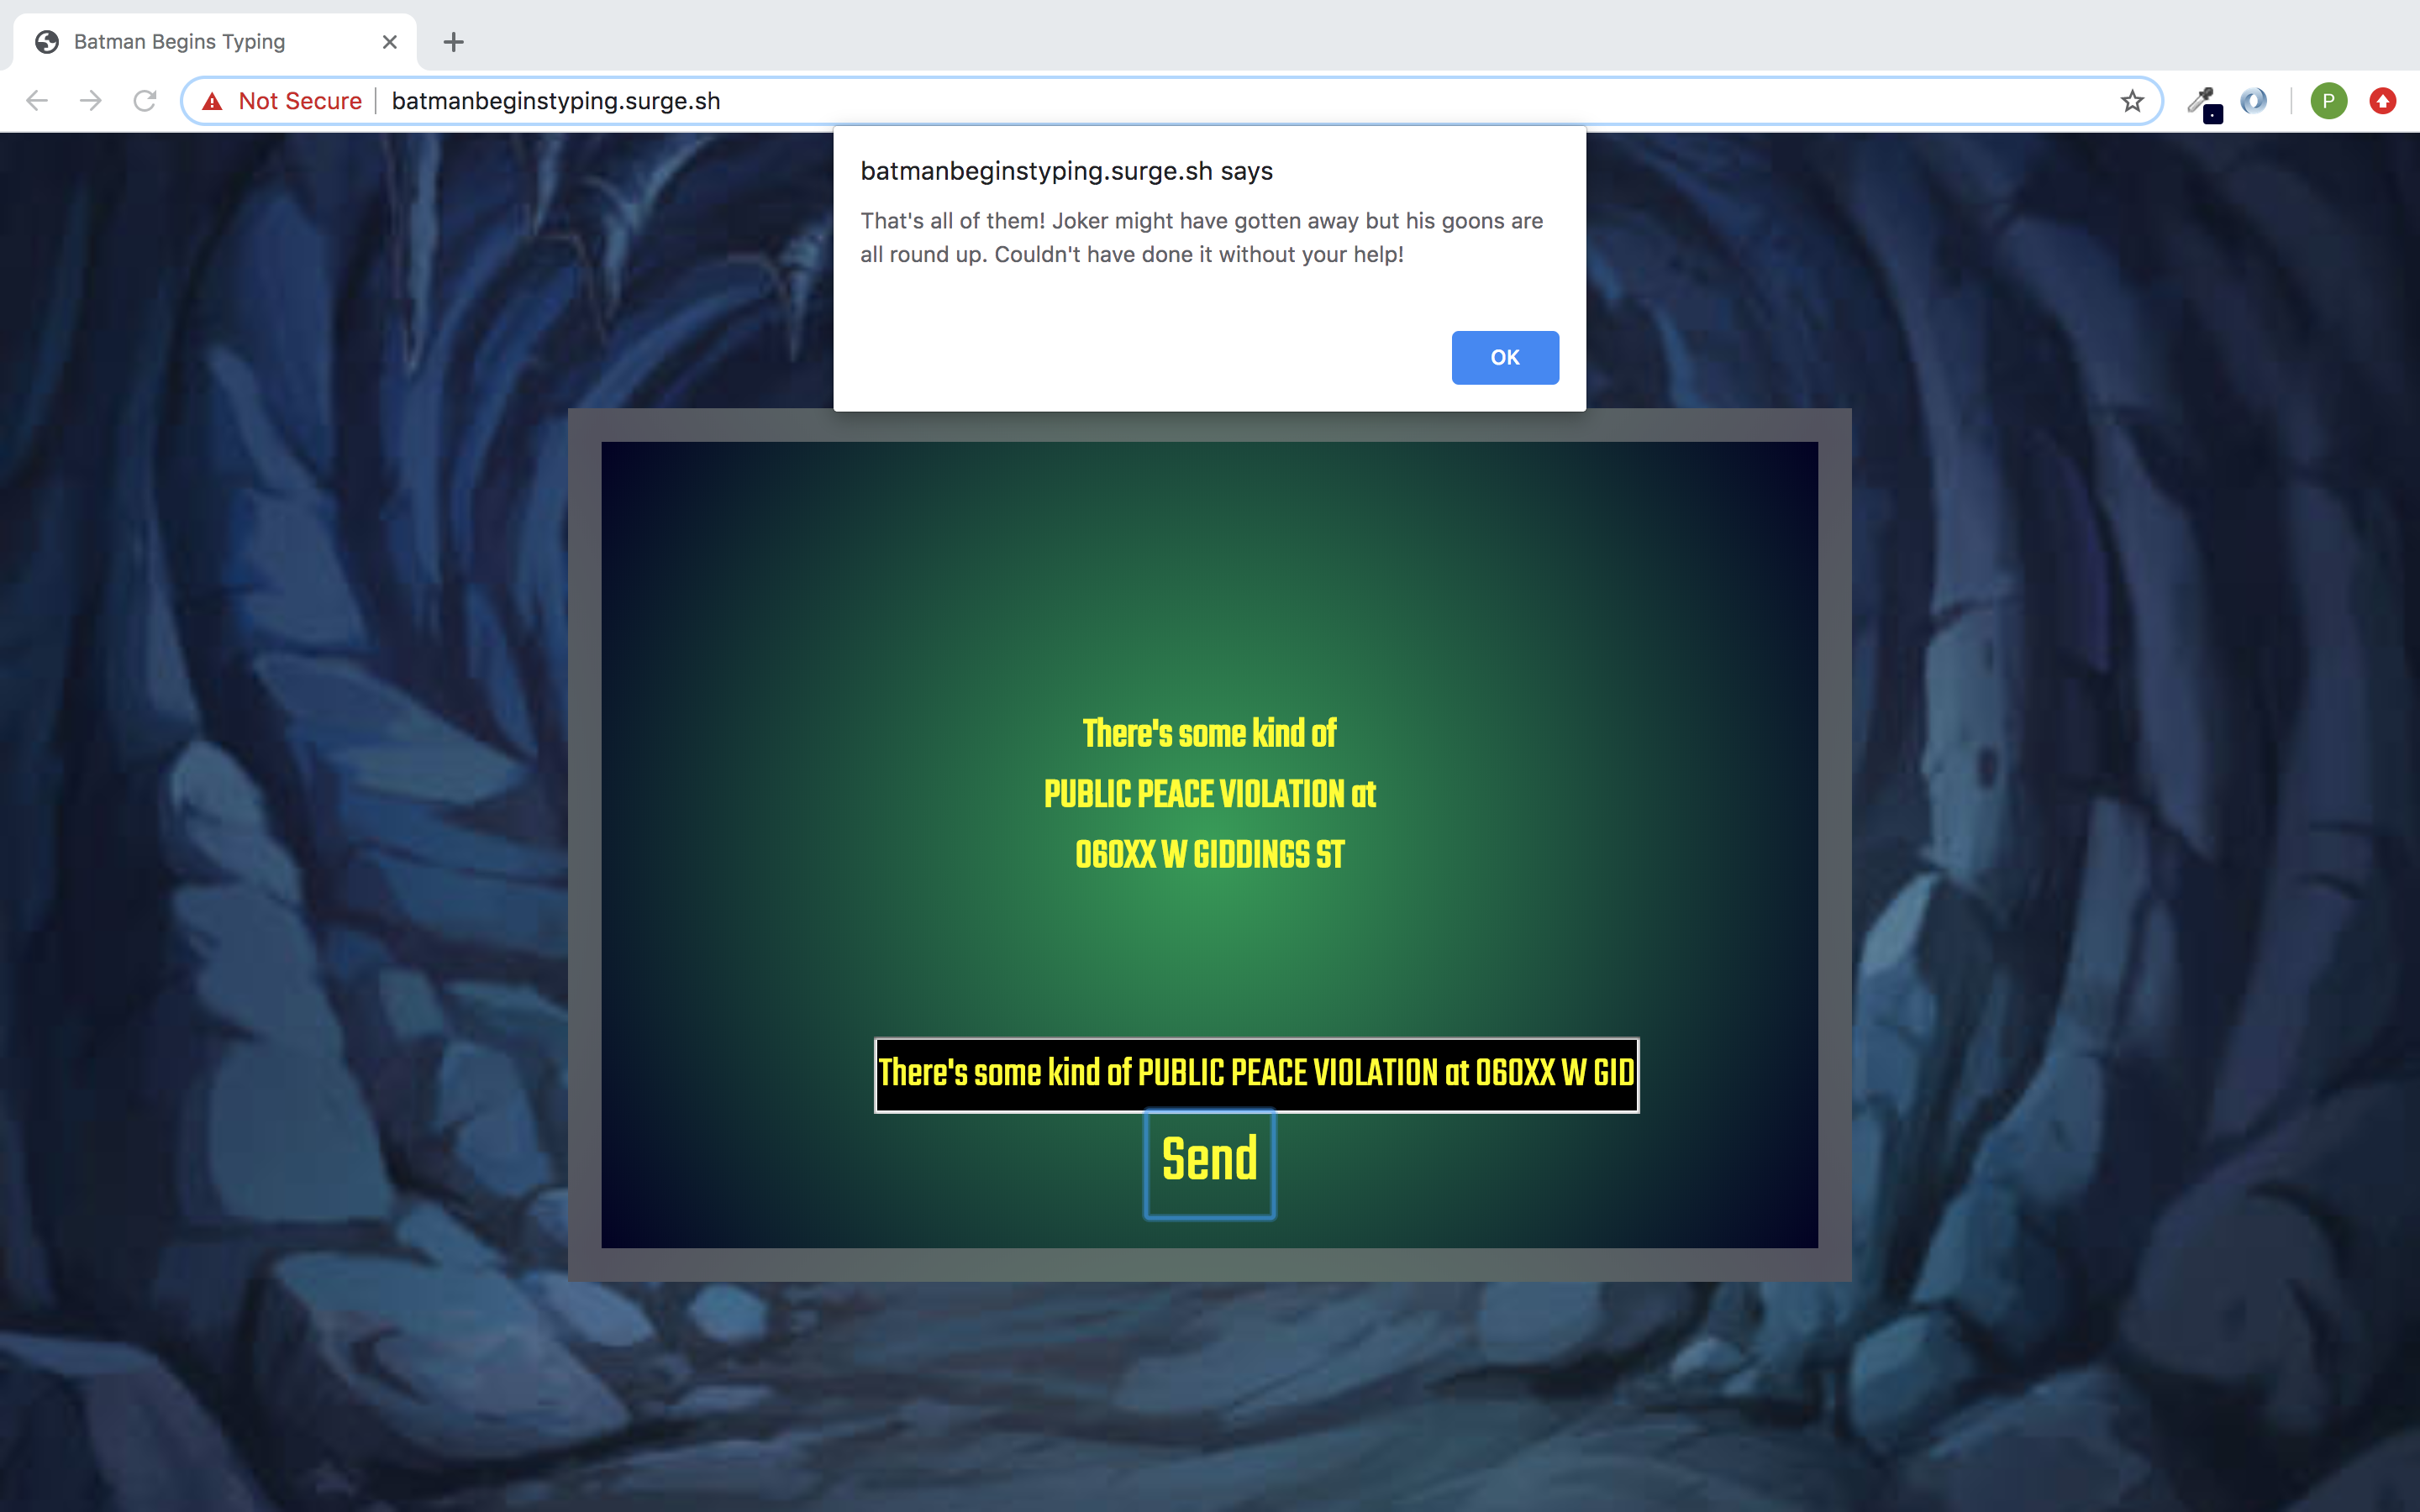 Batman Begins Typing
Not Secure
batmanbeginstyping.surge.sh
P
batmanbeginstyping.surge.sh says
That's all of them! Joker might have gotten away but his goons are
all round up. Couldn't have done it without your help!
OK
There's some kind of
PUBLIC PEACE VIOLATION at
060XX W GIDDINGS ST
There's some kind of PUBLIC PEACE VIOLATION at 060XX W GID
Send